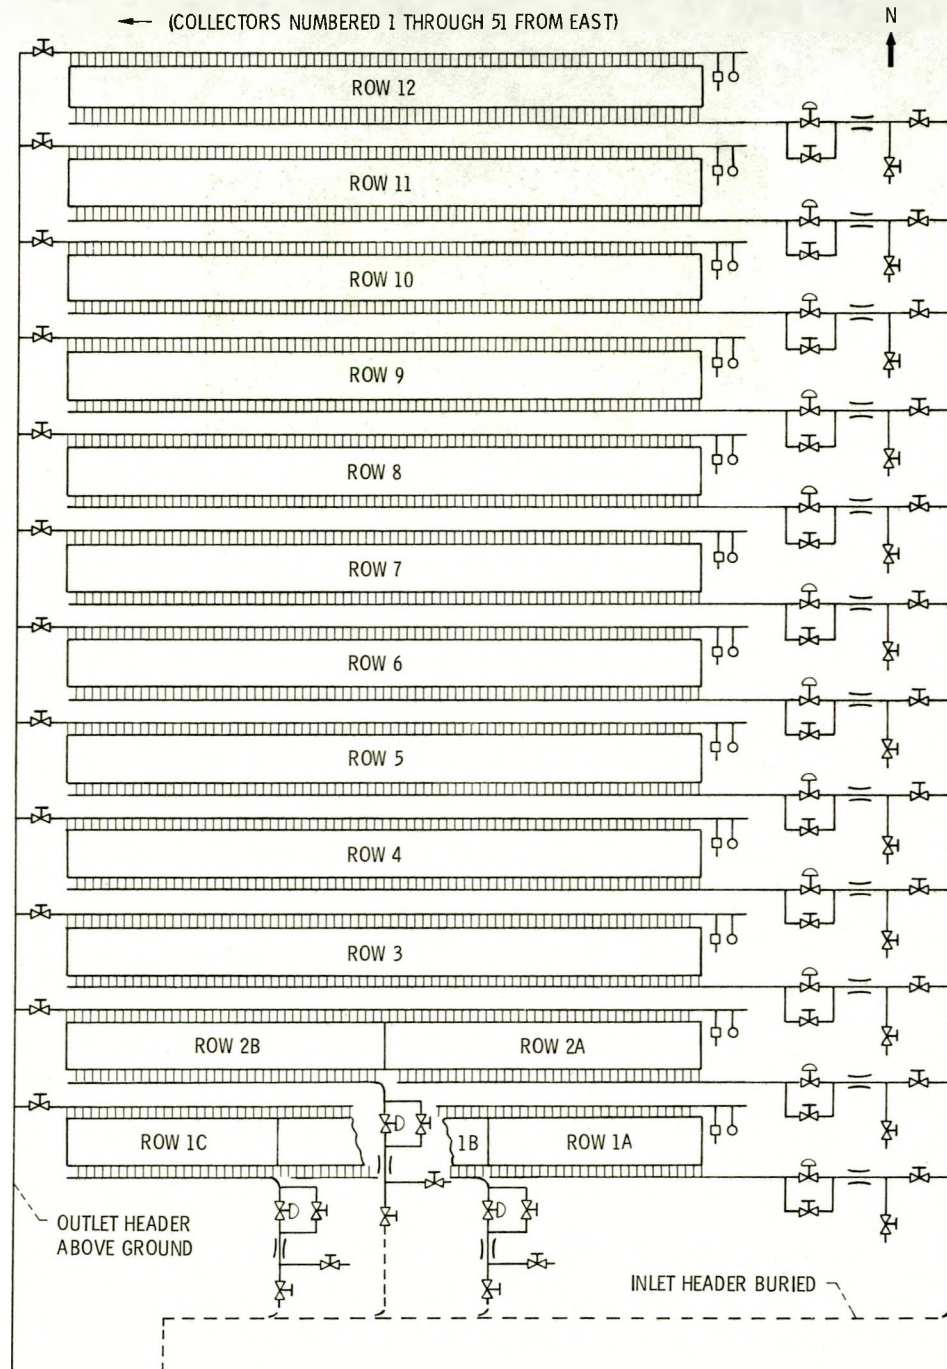 (COLLECTORS NUMBERED 1 THROUGH 51 FROM EAST)
N
ROW 12
ROW 11
ROW 10
ROW 9
ROW 8
ROW 7
ROW 6
ROW 5
ROW 4
ROW 3
ROW 2B
ROW 2A
ROW 1C
1B
ROW 1A
OUTLET HEADER
ABOVE GROUND
INLET HEADER BURIED